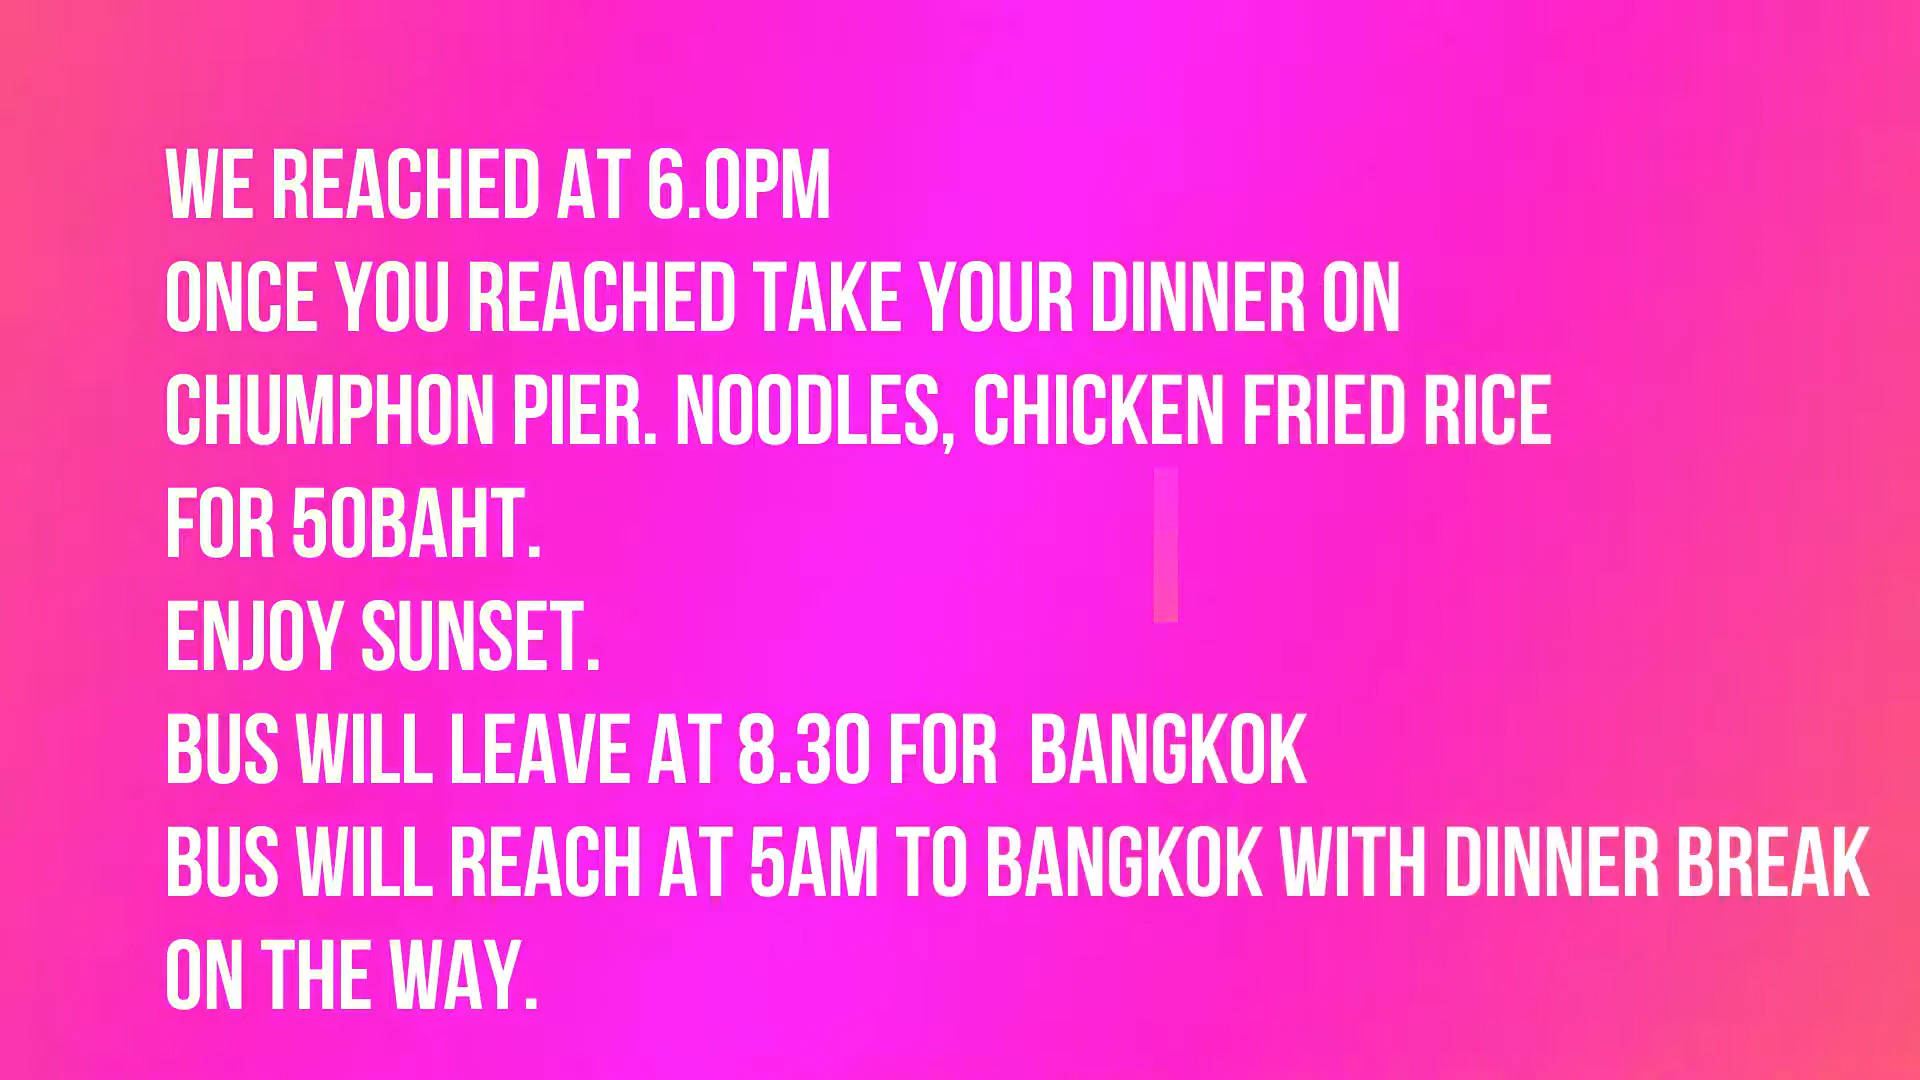 WE REACHED AT 6.0PM
ONCE YOU REACHED TAKE YOUR DINNER ON
CHUMPHON PIER. NOODLES, CHICKEN FRIED RICE
FOR 50BAHT.
ENJOY SUNSET.
BUS WILL LEAVE AT 8.30 FOR  BANGKOK
BUS WILL REACH AT 5AM TO BANGKOK WITH DINNER BREAK
ON THE WAY.